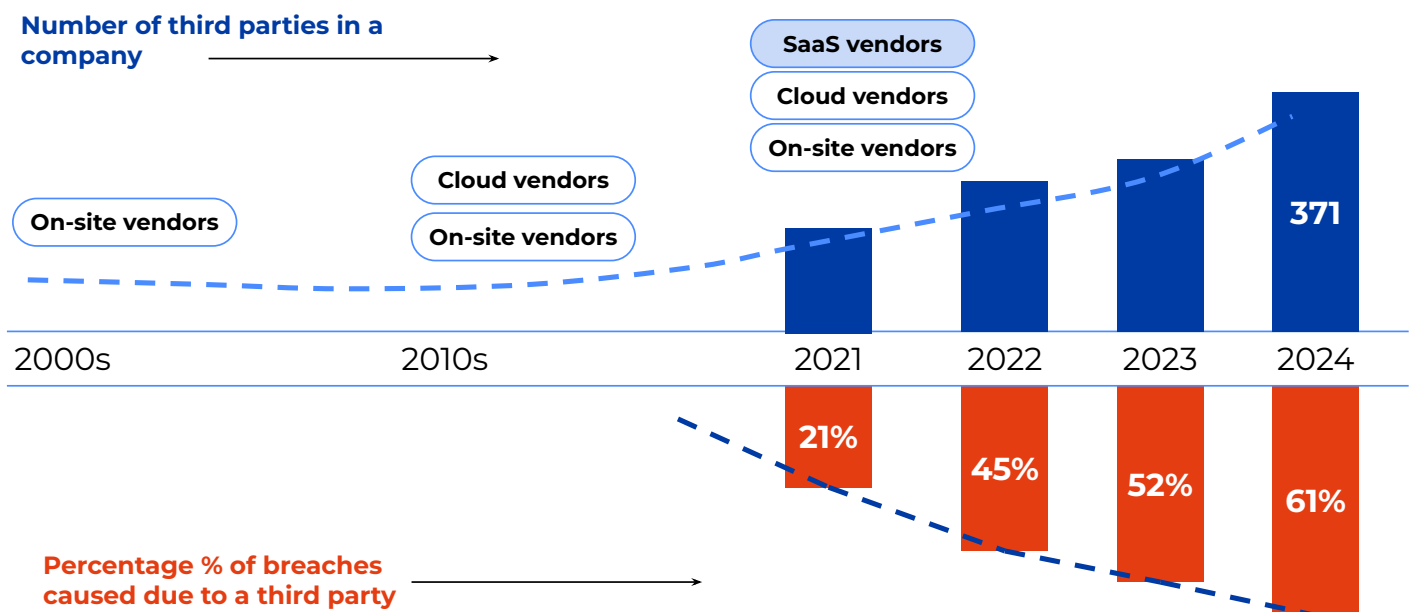 Number of third parties in a
company
SaaS vendors
Cloud vendors
On-site vendors
Cloud vendors
On-site vendors
On-site vendors
371
2000s
2010s
2021
2022
2023
2024
21%
45%
52%
61%
Percentage % of breaches
caused due to a third party